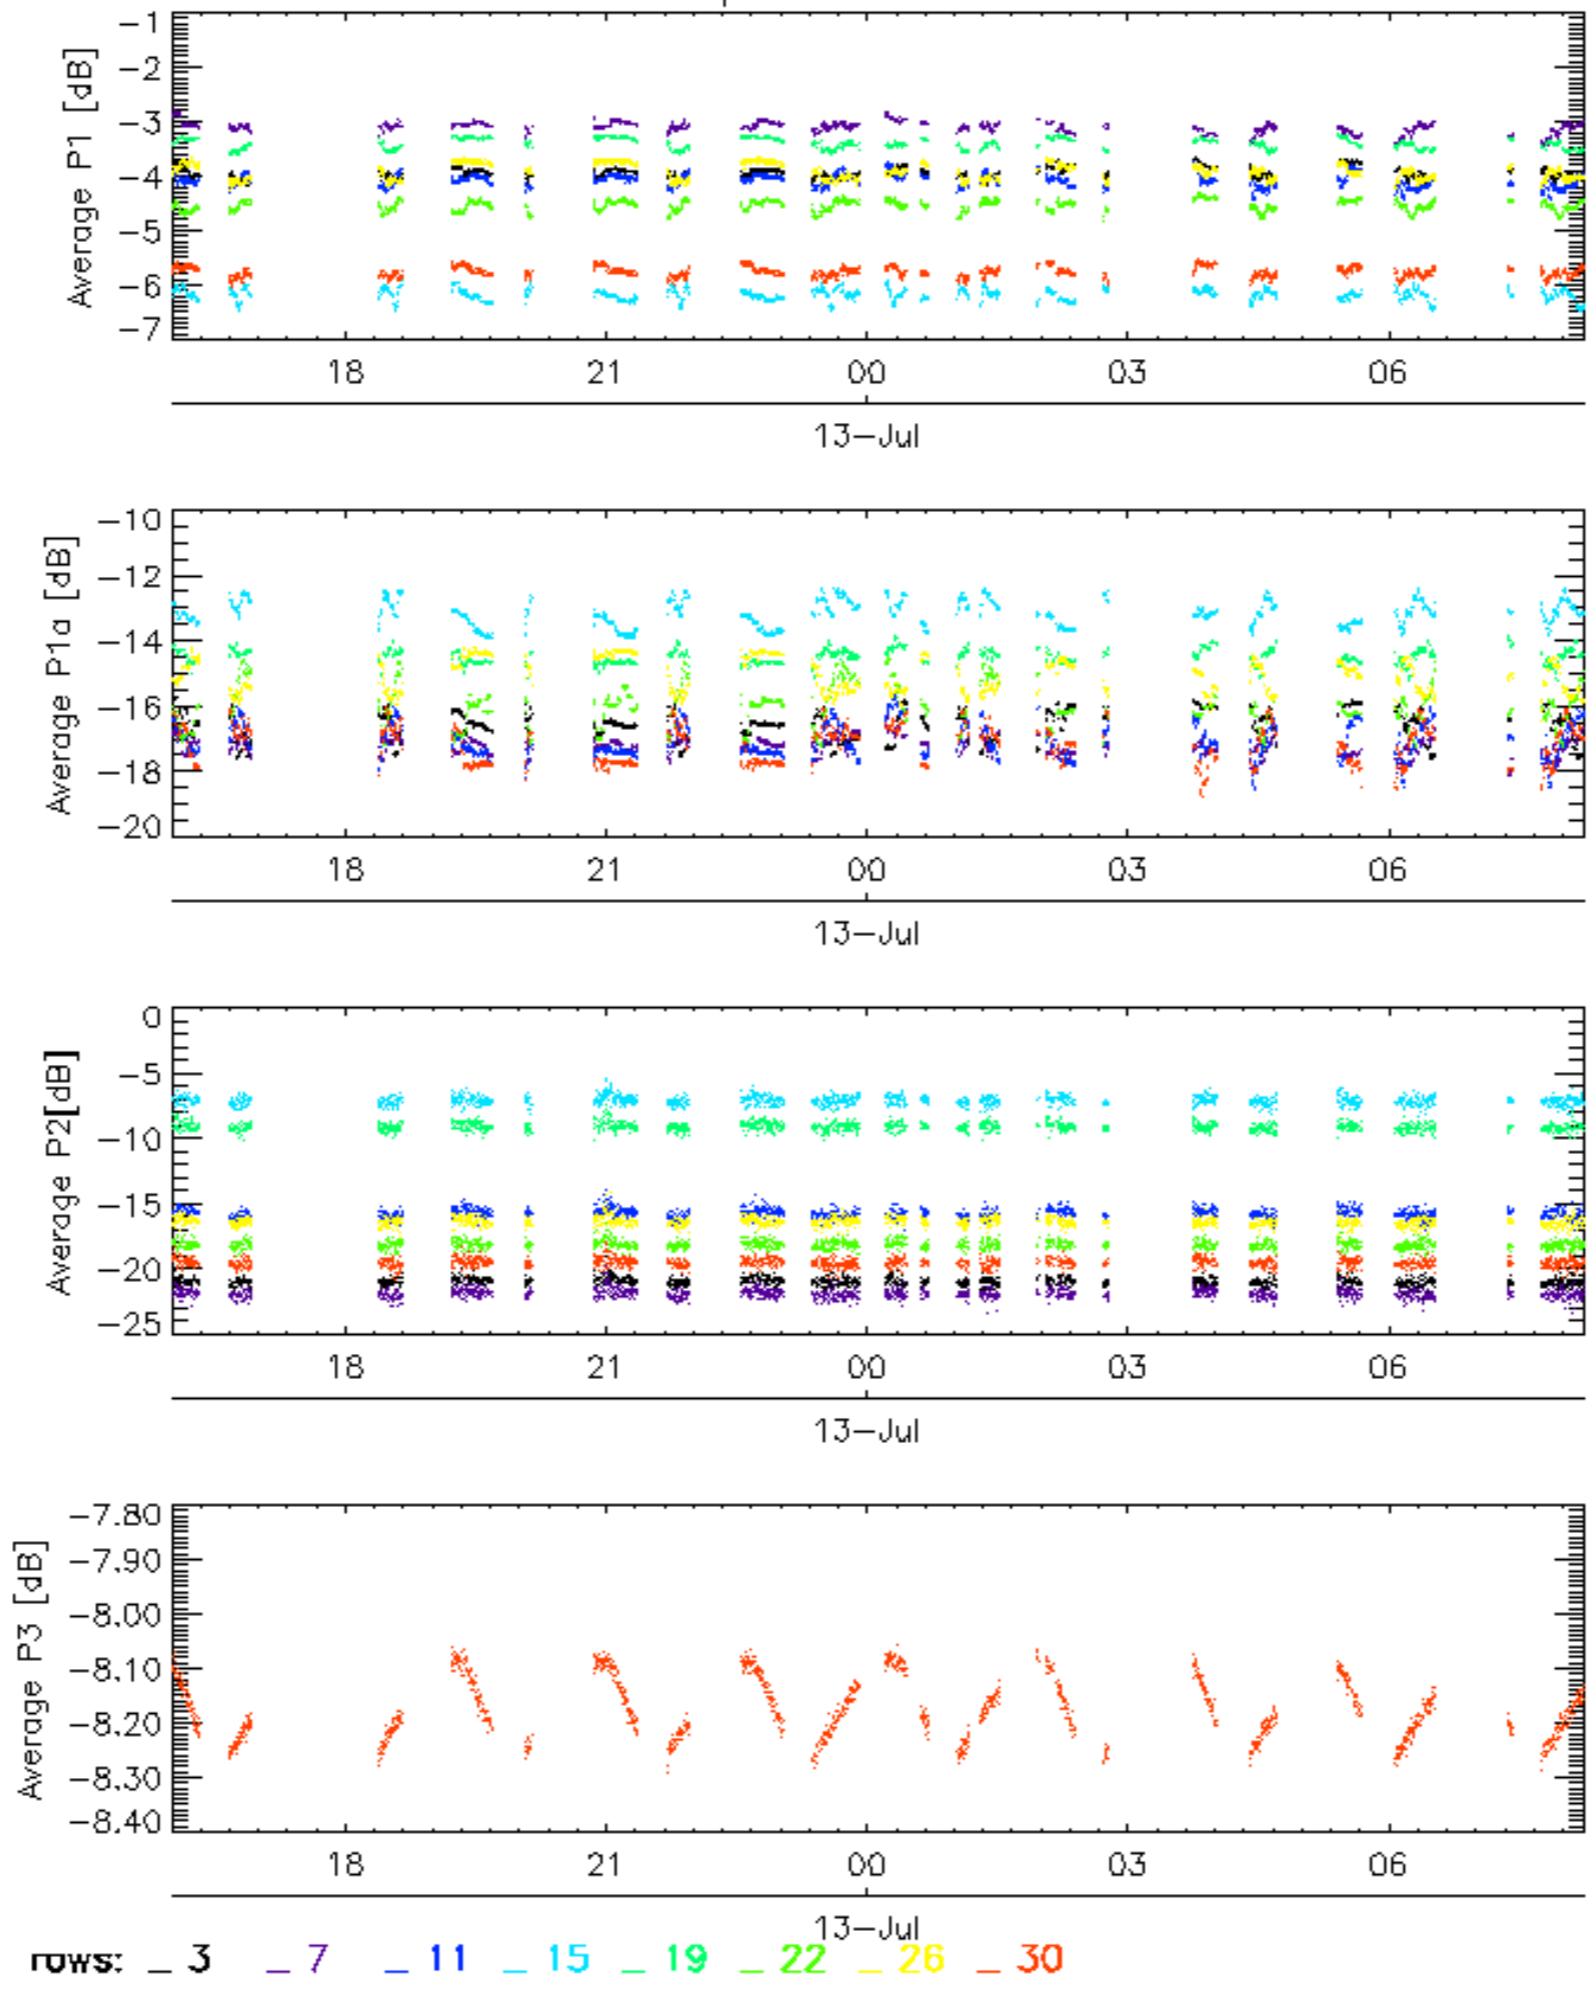 -1
-2
-3
-4
-5
-6
-7
Average P1 [dB]
18 21 00 03 06
13-Jul
-10
-12
-14
-16
-18
-20
Average P1a [dB]
18 21 00 03 06
13-Jul
0
-5
-10
-15
-20
-25
Average P2[dB]
18 21 00 03 06
13-Jul
-7.80
-7.90
-8.00
-8.10
-8.20
-8.30
-8.40
Average P3 [dB]
18 21 00 03 06
13-Jul
rows: _ 3 _ 7 _ 11 _ 15 _ 19 _ 22 _ 26 _ 30